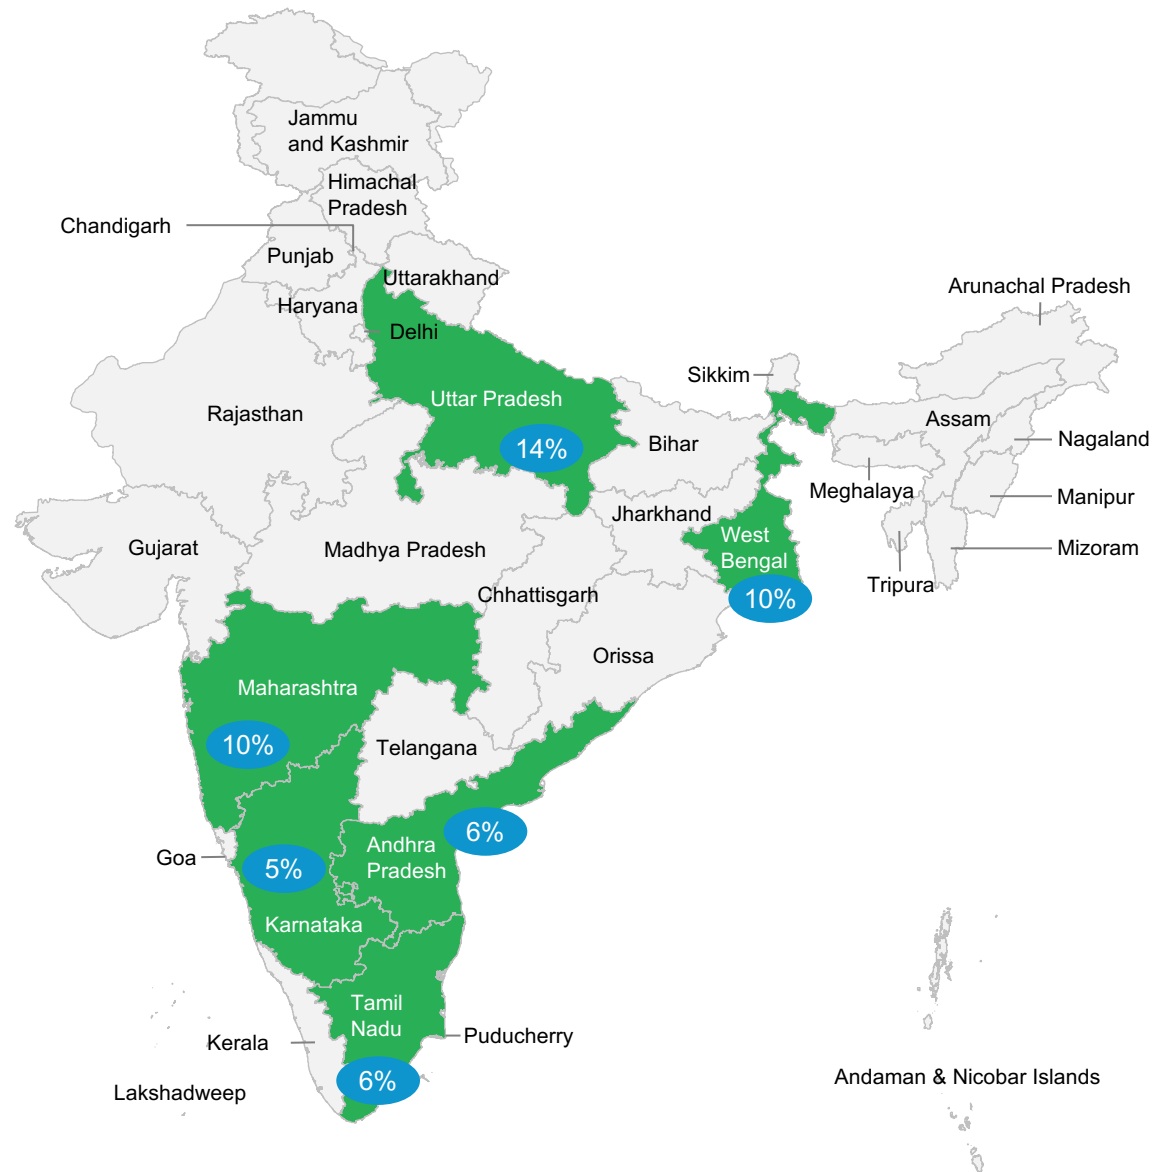 Jammu
and Kashmir
Himachal
Pradesh
Chandigarh
Punjab
Uttarakhand
Haryana
Arunachal Pradesh
Delhi
Sikkim
Uttar Pradesh
Rajasthan
Assam
Bihar
Nagaland
14%
Meghalaya
Manipur
Jharkhand
West
Bengal
Gujarat
Madhya Pradesh
Mizoram
Tripura
Chhattisgarh
10%
Orissa
Maharashtra
10%
Telangana
6%
Andhra
Pradesh
Goa
5%
Karnataka
Tamil
Nadu
Puducherry
Kerala
6%
Andaman & Nicobar Islands
Lakshadweep